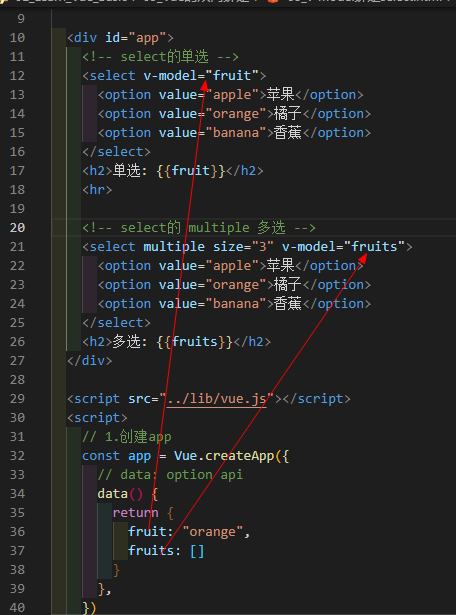 9
10 <div id="app">
11 <!-- select的单选 -->
12 <select v-model="fruit">
13 <option value="apple">苹果</option>
14 <option value="orange">橘子</option>
15 <option value="banana">香蕉</option>
16 </select>
17 <h2>单选: {{fruit}}</h2>
18 <hr>
19
20 <!-- select的 multiple 多选 -->
21 <select multiple size="3" v-model="fruits">
22 <option value="apple">苹果</option>
23 <option value="orange">橘子</option>
24 <option value="banana">香蕉</option>
25 </select>
26 <h2>多选: {{fruits}}</h2>
27 </div>
28
29 <script src="../lib/vue.js"></script>
30 <script>
31 // 1.创建app
32 const app = Vue.createApp({
33 // data: option api
34 data() {
35 return {
36 fruit: "orange",
37 fruits: []
38 }
39 },
40 })